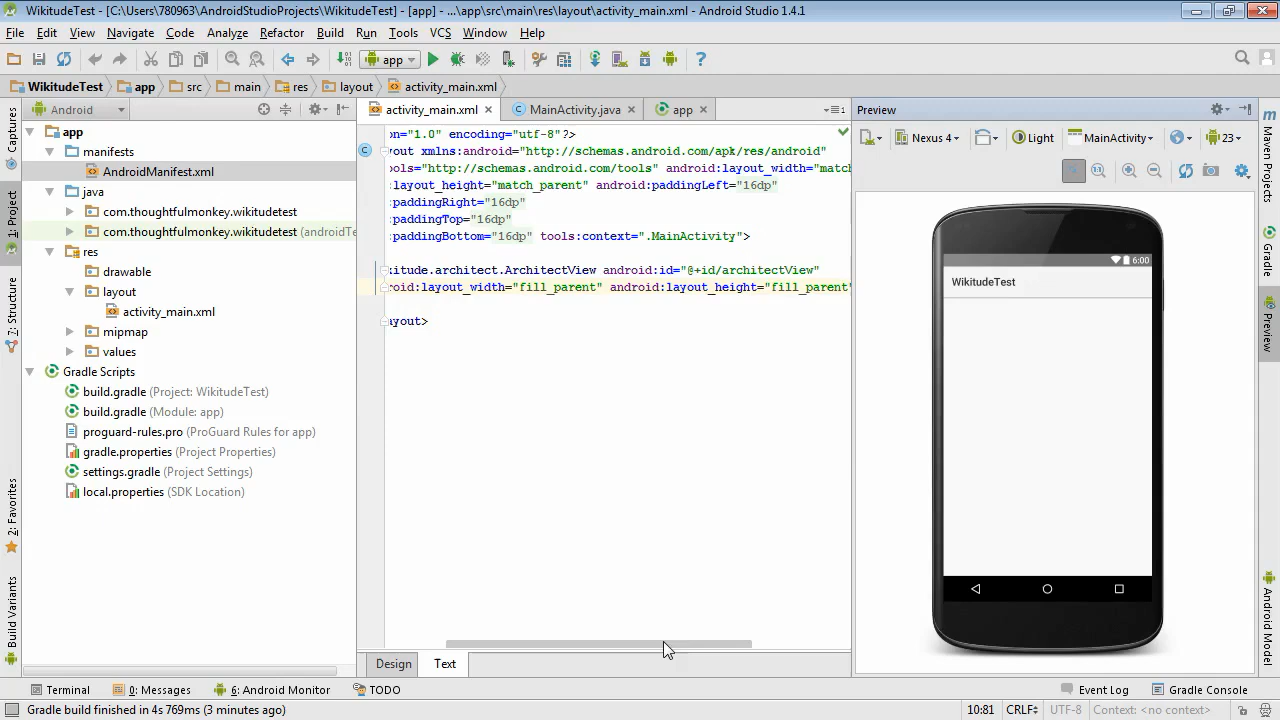 WikitudeTest - [C:\Users\780963\AndroidStudioProjects\WikitudeTest] - [app] - ...\app\src\main\res\layout\activity_main.xml - Android Studio 1.4.1
File Edit View Navigate Code Analyze Refactor Build Run Tools VCS Window Help
app
WikitudeTest app src main res layout activity_main.xml
Android
activity_main.xml MainActivity.java app
Preview
app
manifests
AndroidManifest.xml
java
com.thoughtfulmonkey.wikitudetest
com.thoughtfulmonkey.wikitudetest (androidTe
res
drawable
layout
activity_main.xml
mipmap
values
Gradle Scripts
build.gradle (Project: WikitudeTest)
build.gradle (Module: app)
proguard-rules.pro (ProGuard Rules for app)
gradle.properties (Project Properties)
settings.gradle (Project Settings)
local.properties (SDK Location)
on="1.0" encoding="utf-8"?>
out xmlns:android="http://schemas.android.com/apk/res/android"
ools="http://schemas.android.com/tools" android:layout_width="matc
:layout_height="match_parent" android:paddingLeft="16dp"
:paddingRight="16dp"
:paddingTop="16dp"
:paddingBottom="16dp" tools:context=".MainActivity">
itude.architect.ArchitectView android:id="@+id/architectView"
roid:layout_width="fill_parent" android:layout_height="fill_parent"
ayout>
Design Text
Nexus 4 Light MainActivity 23
6:00
WikitudeTest
Captures
1: Project
7: Structure
2: Favorites
Build Variants
Maven Projects
Gradle
Preview
Android Model
Terminal 0: Messages 6: Android Monitor TODO
Event Log Gradle Console
Gradle build finished in 4s 769ms (3 minutes ago)
10:81 CRLF UTF-8 Context: <no context>